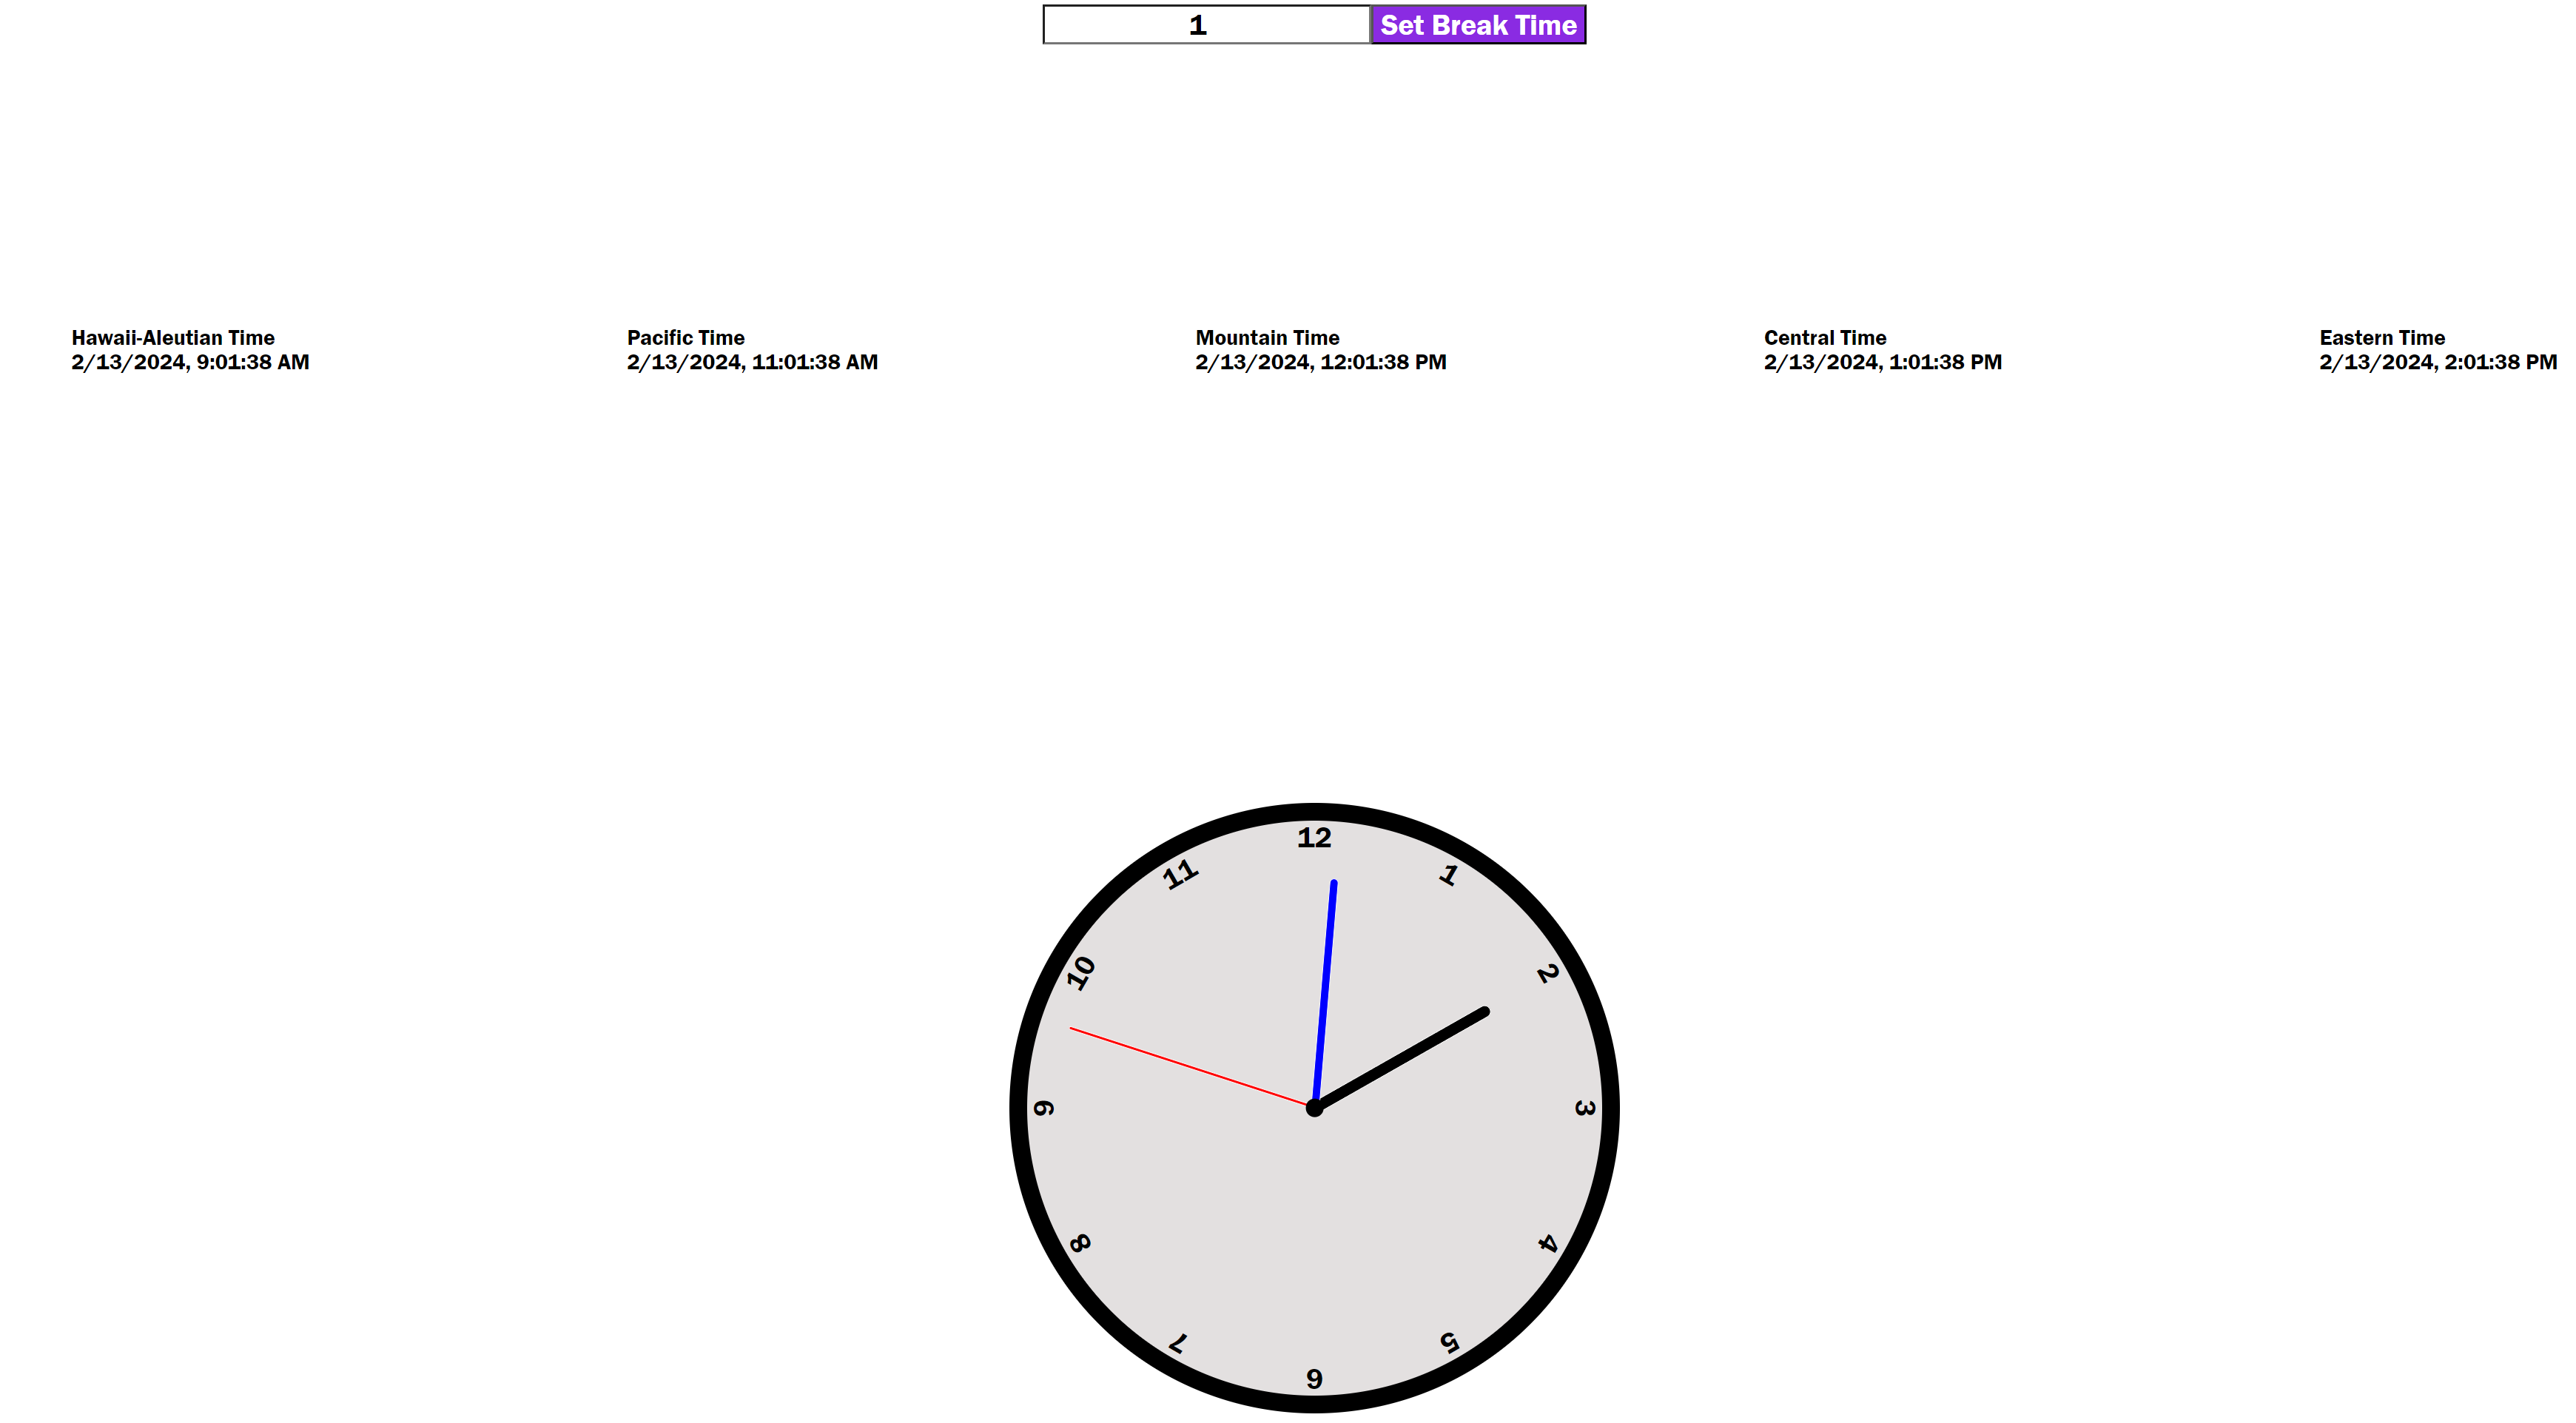 1 Set Break Time
Hawaii-Aleutian Time
2/13/2024, 9:01:38 AM
Pacific Time
2/13/2024, 11:01:38 AM
Mountain Time
2/13/2024, 12:01:38 PM
Central Time
2/13/2024, 1:01:38 PM
Eastern Time
2/13/2024, 2:01:38 PM
12
1
2
3
4
5
6
7
8
9
10
11